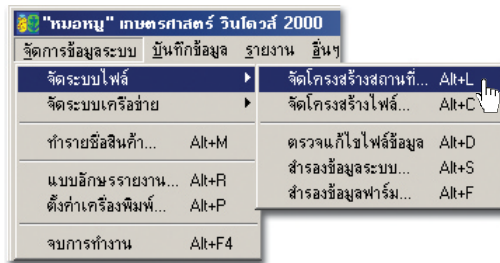 "หมอหมู" เกษตรศาสตร์ วินโดวส์ 2000
จัดการข้อมูลระบบ บันทึกข้อมูล รายงาน อื่นๆ
จัดระบบไฟล์
จัดระบบเครือข่าย
ทำรายชื่อสินค้า... Alt+M
แบบอักษรรายงาน... Alt+R
ตั้งค่าเครื่องพิมพ์... Alt+P
จบการทำงาน Alt+F4
จัดโครงสร้างสถานที่... Alt+L
จัดโครงสร้างไฟล์... Alt+C
ตรวจแก้ไขไฟล์ข้อมูล Alt+D
สำรองข้อมูลระบบ... Alt+S
สำรองข้อมูลฟาร์ม... Alt+F